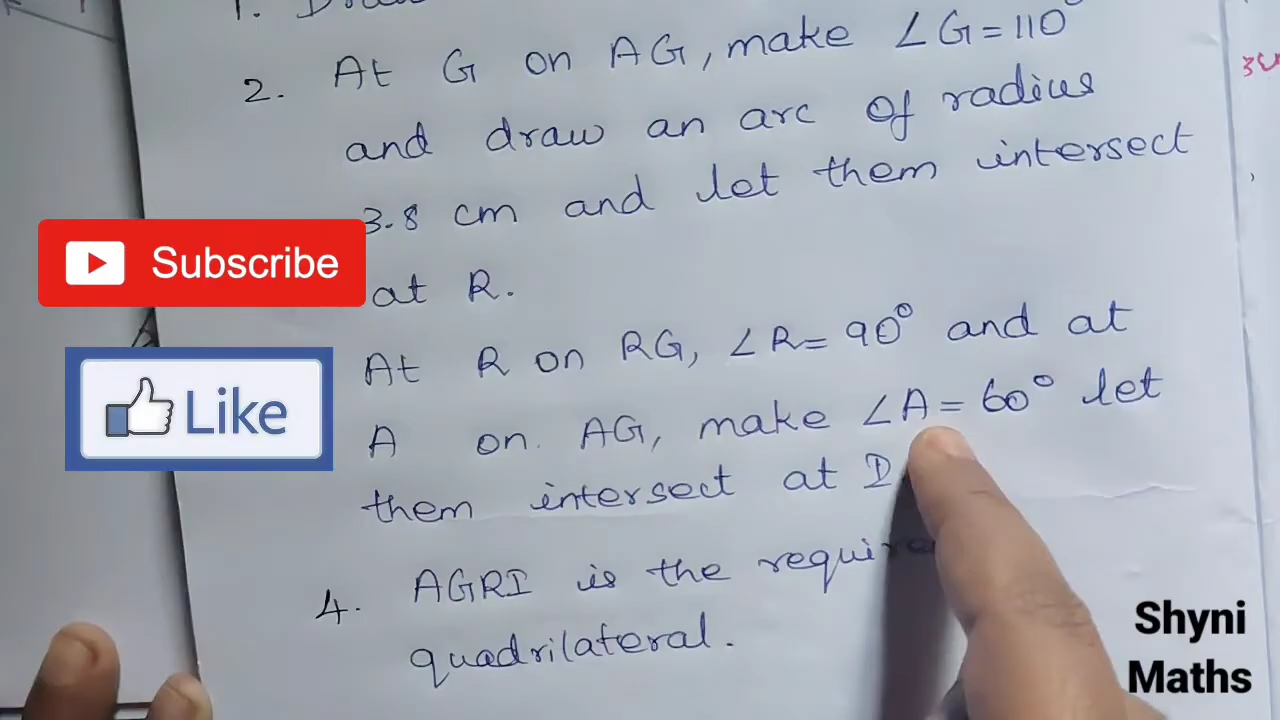 1. Draw
2. At G on AG, make ∠G = 110°
and draw an arc of radius
3.8 cm and let them intersect
at R.
At R on RG, ∠R = 90° and at
A on. AG, make ∠A = 60° let
them intersect at I
4. AGRI is the
quadrilateral.
Subscribe
Like
Shyni
Maths